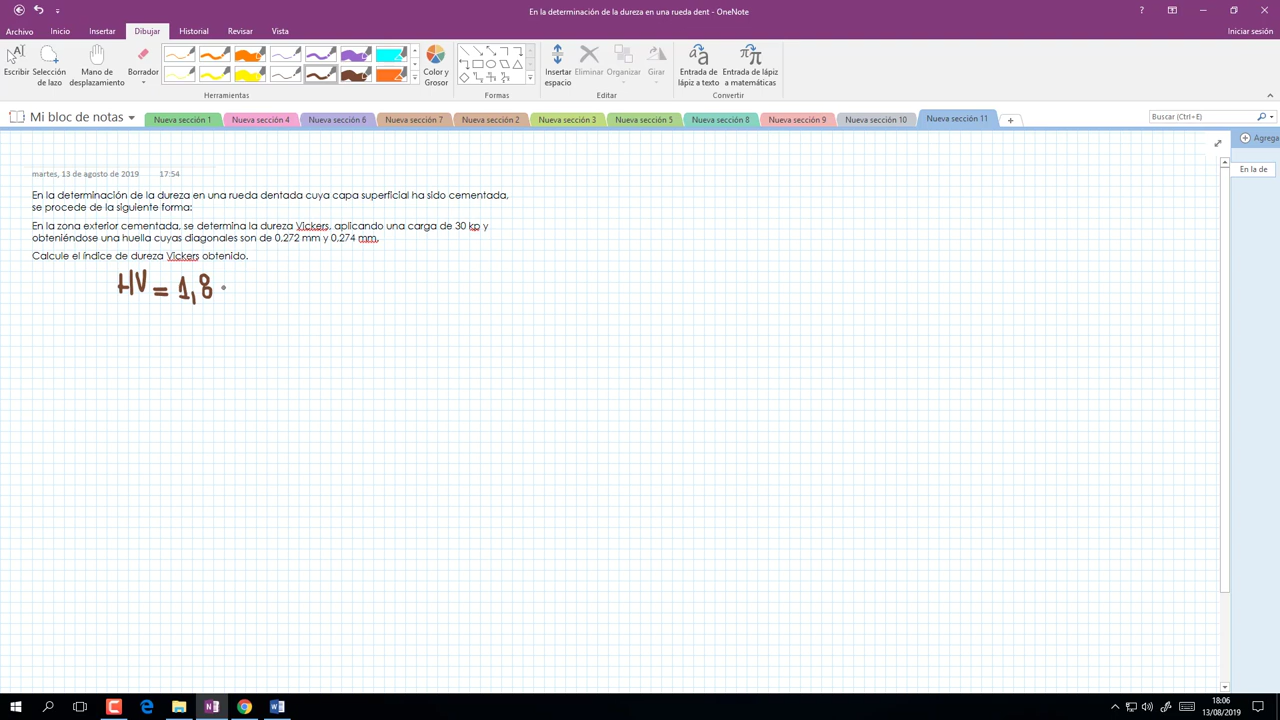 En la determinación de la dureza en una rueda dent - OneNote
? 
Archivo Inicio Insertar Dibujar Historial Revisar Vista Iniciar sesión
Escribir Selección de lazo Mano de desplazamiento Borrador Color y Grosor Insertar espacio Eliminar Organizar Girar Entrada de lápiz a texto Entrada de lápiz a matemáticas
Herramientas Formas Editar Convertir
Mi bloc de notas Nueva sección 1 Nueva sección 4 Nueva sección 6 Nueva sección 7 Nueva sección 2 Nueva sección 3 Nueva sección 5 Nueva sección 8 Nueva sección 9 Nueva sección 10 Nueva sección 11 Buscar (Ctrl+E)
Agrega
martes, 13 de agosto de 2019 17:54
En la de
En la determinación de la dureza en una rueda dentada cuya capa superficial ha sido cementada,
se procede de la siguiente forma:
En la zona exterior cementada, se determina la dureza Vickers, aplicando una carga de 30 kp y
obteniéndose una huella cuyas diagonales son de 0,272 mm y 0,274 mm.
Calcule el índice de dureza Vickers obtenido.
HV = 1,8
18:06
13/08/2019